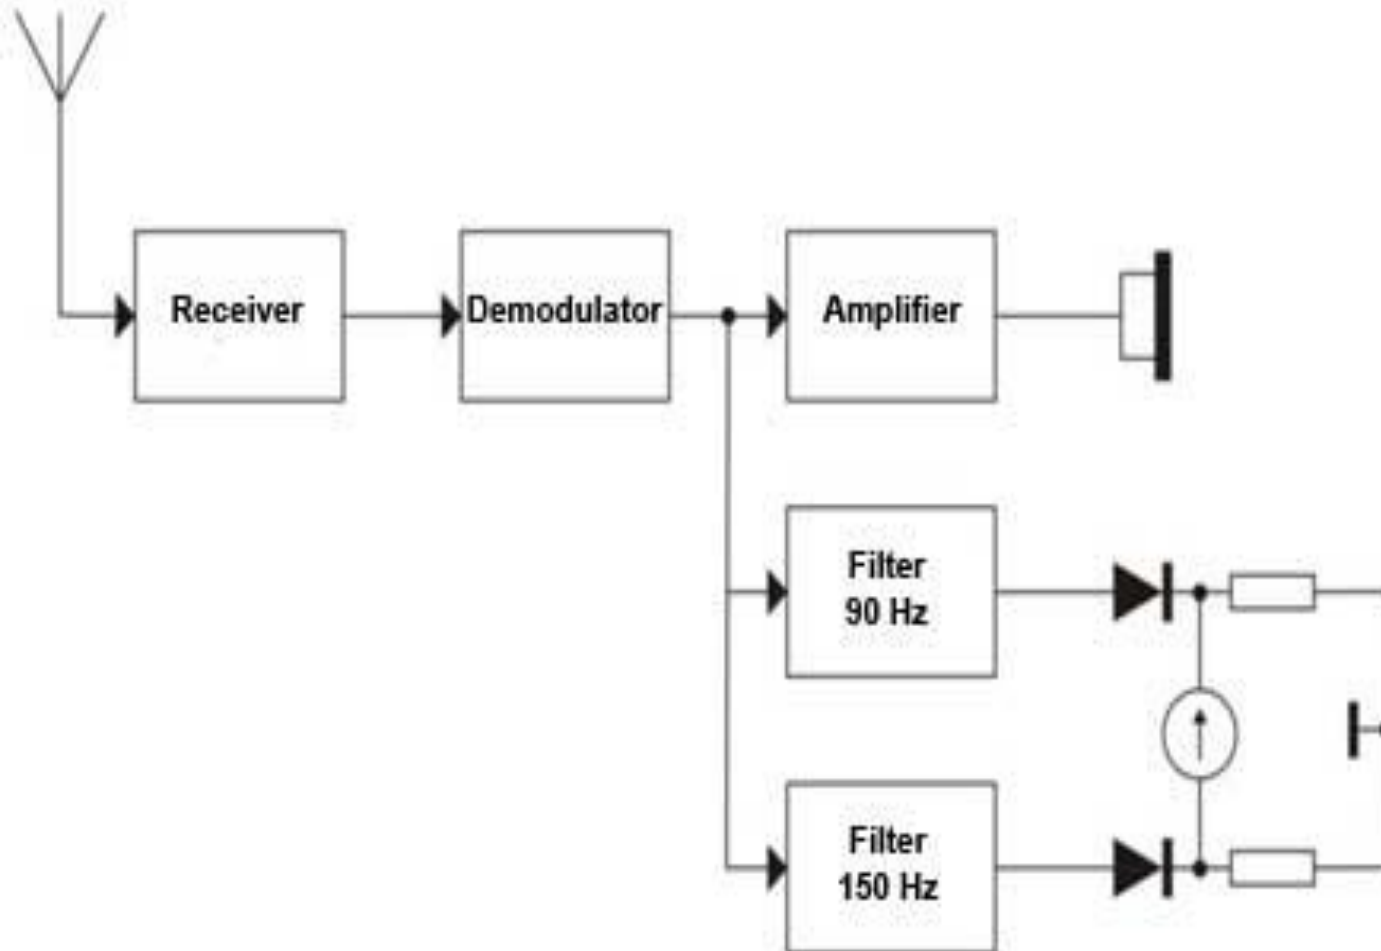 Receiver
Demodulator
Amplifier
Filter
90 Hz
Filter
150 Hz